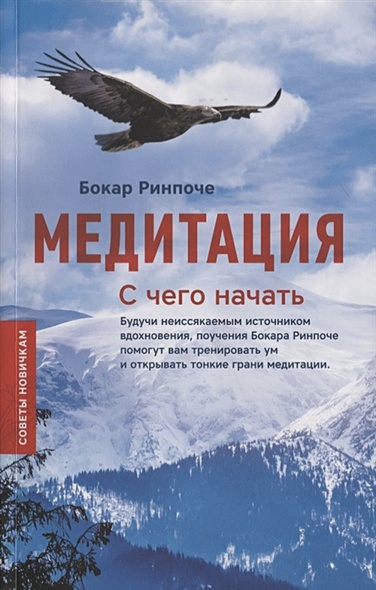 Бокар Ринпоче
МЕДИТАЦИЯ
С чего начать
Будучи неиссякаемым источником
вдохновения, поучения Бокара Ринпоче
помогут вам тренировать ум
и открывать тонкие грани медитации.
СОВЕТЫ НОВИЧКАМ